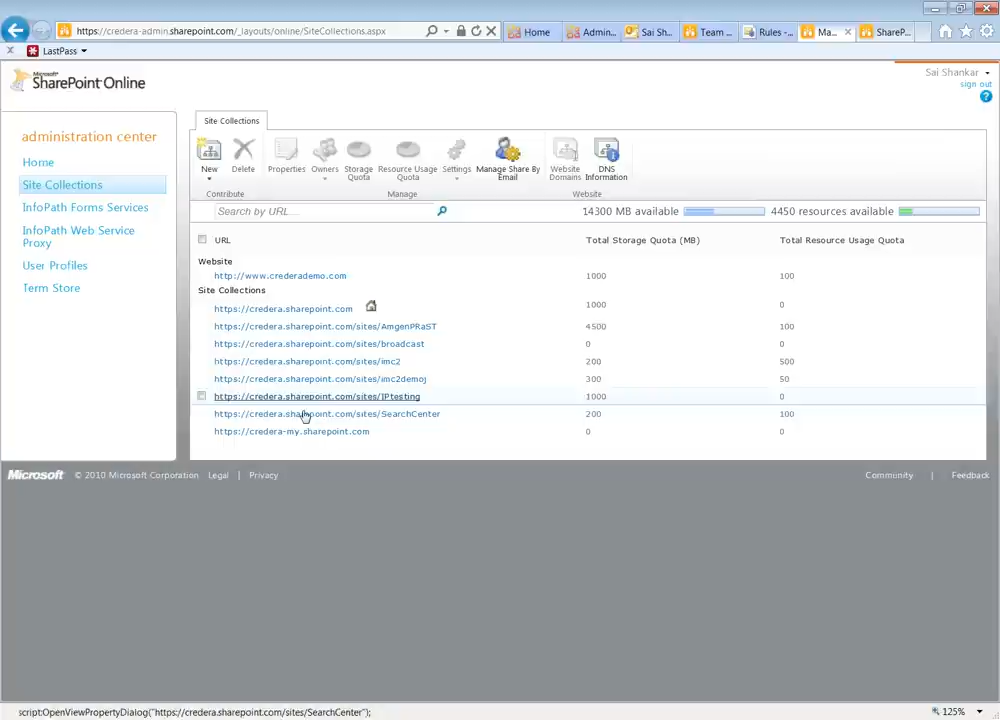 https://credera-admin.sharepoint.com/_layouts/online/SiteCollections.aspx
Home
Admin...
Sai Sh...
Team ...
Rules -...
Ma...
ShareP...
x
LastPass
Microsoft
SharePoint Online
Sai Shankar
sign out
administration center
Home
Site Collections
InfoPath Forms Services
InfoPath Web Service
Proxy
User Profiles
Term Store
Site Collections
New
Delete
Properties
Owners
Storage
Quota
Resource Usage
Quota
Settings
Manage Share By
Email
Website
Domains
DNS
Information
Contribute
Manage
Website
Search by URL...
14300 MB available
4450 resources available
URL
Total Storage Quota (MB)
Total Resource Usage Quota
Website
http://www.crederademo.com
1000
100
Site Collections
https://credera.sharepoint.com
1000
0
https://credera.sharepoint.com/sites/AmgenPRaST
4500
100
https://credera.sharepoint.com/sites/broadcast
0
0
https://credera.sharepoint.com/sites/imc2
200
500
https://credera.sharepoint.com/sites/imc2demoj
300
50
https://credera.sharepoint.com/sites/IPtesting
1000
0
https://credera.sharepoint.com/sites/SearchCenter
200
100
https://credera-my.sharepoint.com
0
0
Microsoft © 2010 Microsoft Corporation Legal | Privacy
Community | Feedback
script:OpenViewPropertyDialog("https://credera.sharepoint.com/sites/SearchCenter");
125%